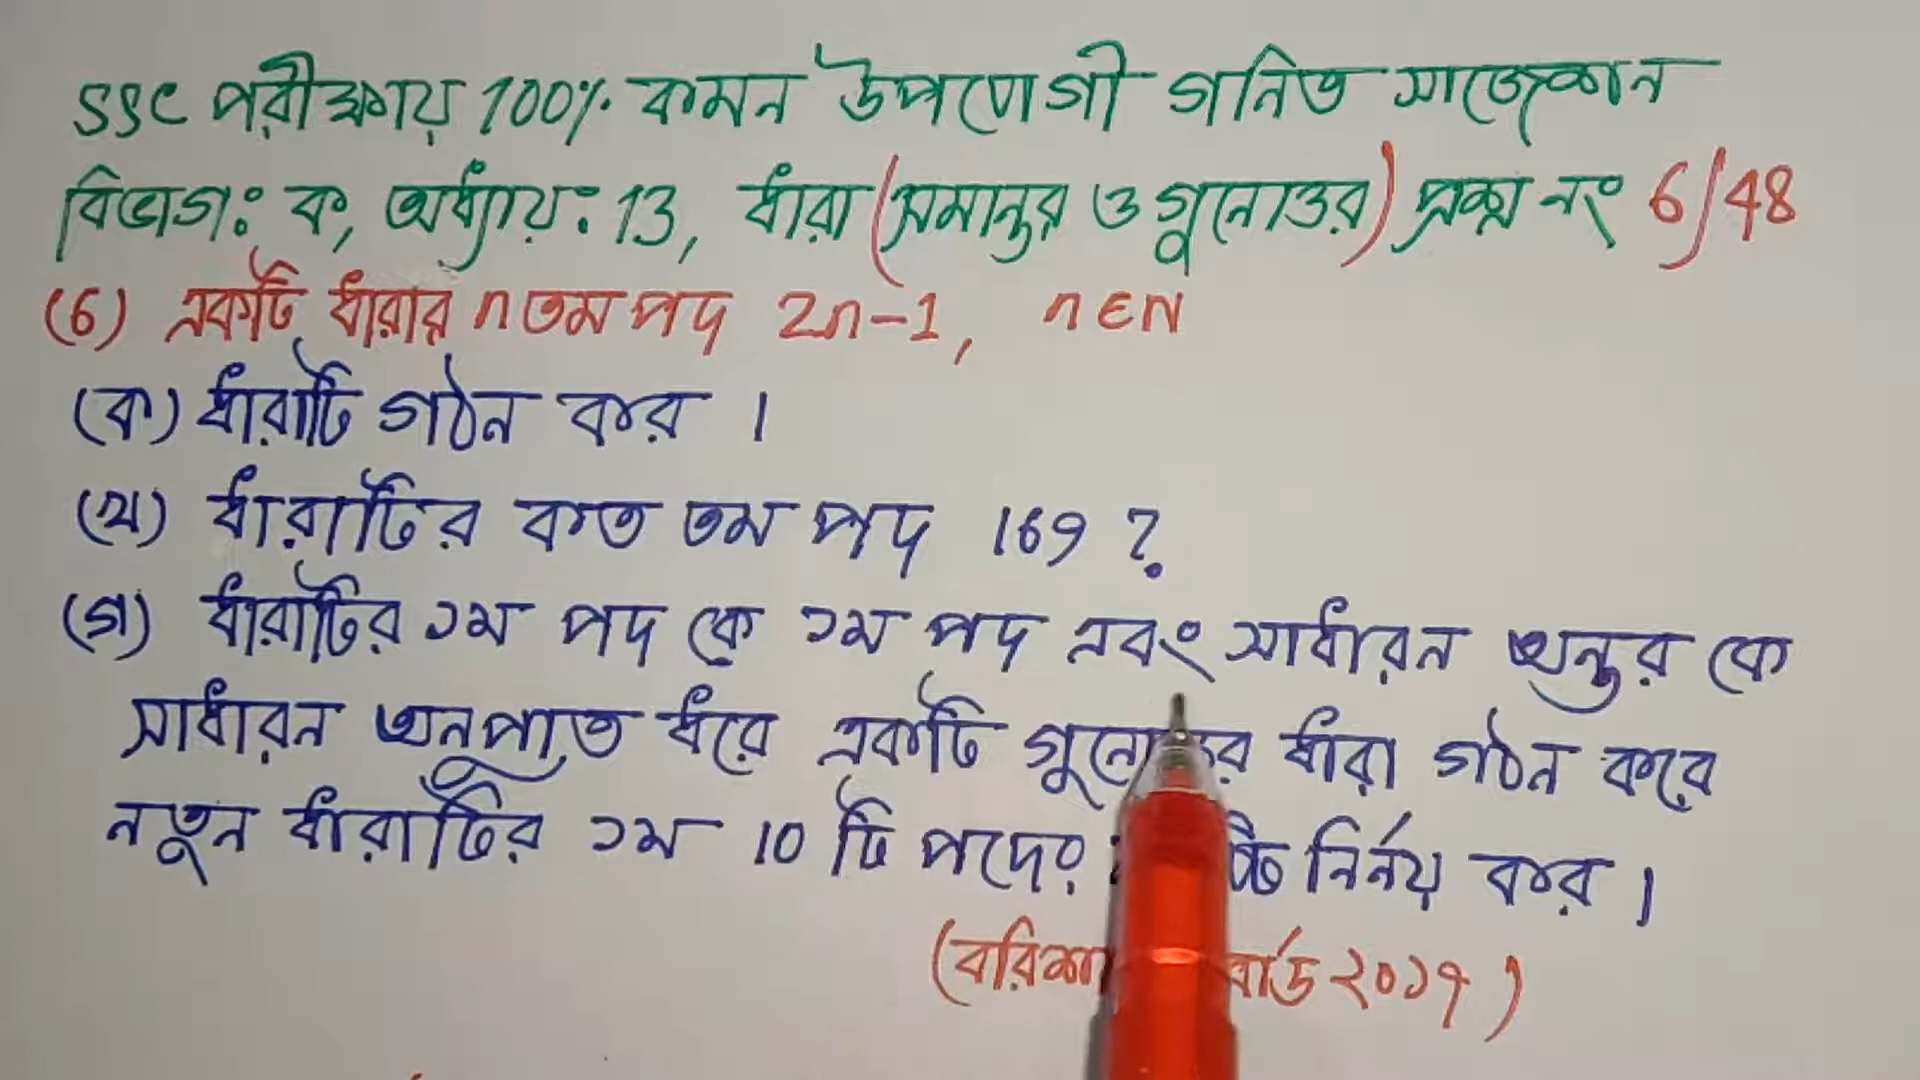 SSC পরীক্ষায় 100% কমন উপযোগী গনিত সাজেকশান
বিভাগঃ ক, অধ্যায়ঃ 13, ধারা (সমান্তর ও গুনোত্তর) প্রশ্ন নং 6/48
(6) একটি ধারার n তম পদ 2n-1, n∈N
(ক) ধারাটি গঠন কর।
(খ) ধারাটির কত তম পদ 169 ?
(গ) ধারাটির ১ম পদ কে ১ম পদ এবং সাধারন অন্তর কে
সাধারন অনুপাত ধরে একটি গুনোত্তর ধারা গঠন করে
নতুন ধারাটির ১ম 10 টি পদের নির্নয় কর।
(বরিশাল বোর্ড ২০১৭)